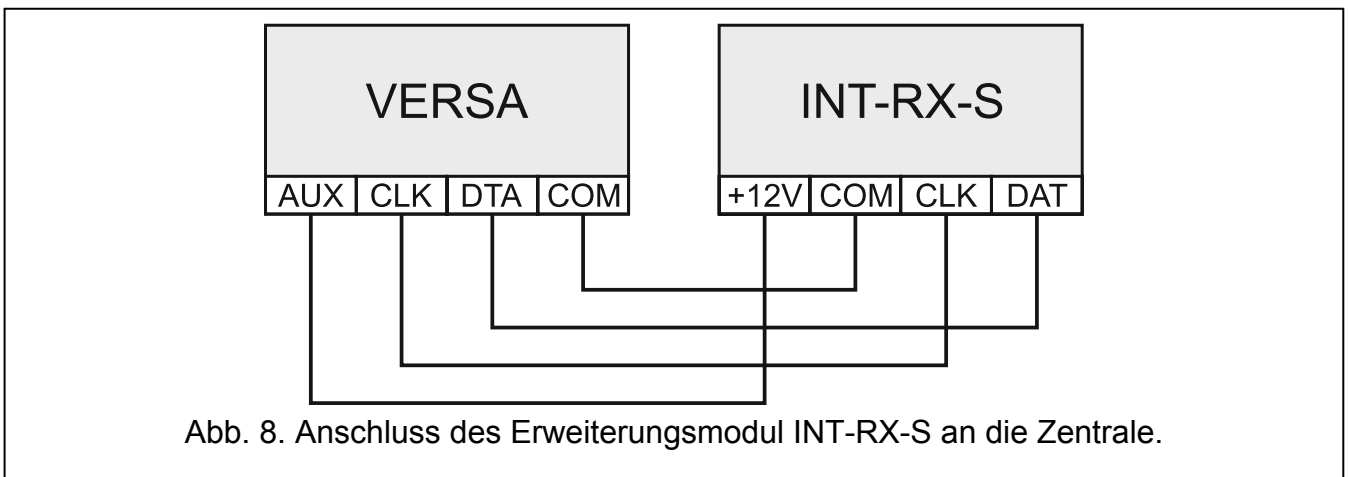 VERSA INT-RX-S
AUX CLK DTA COM +12V COM CLK DAT
Abb. 8. Anschluss des Erweiterungsmodul INT-RX-S an die Zentrale.